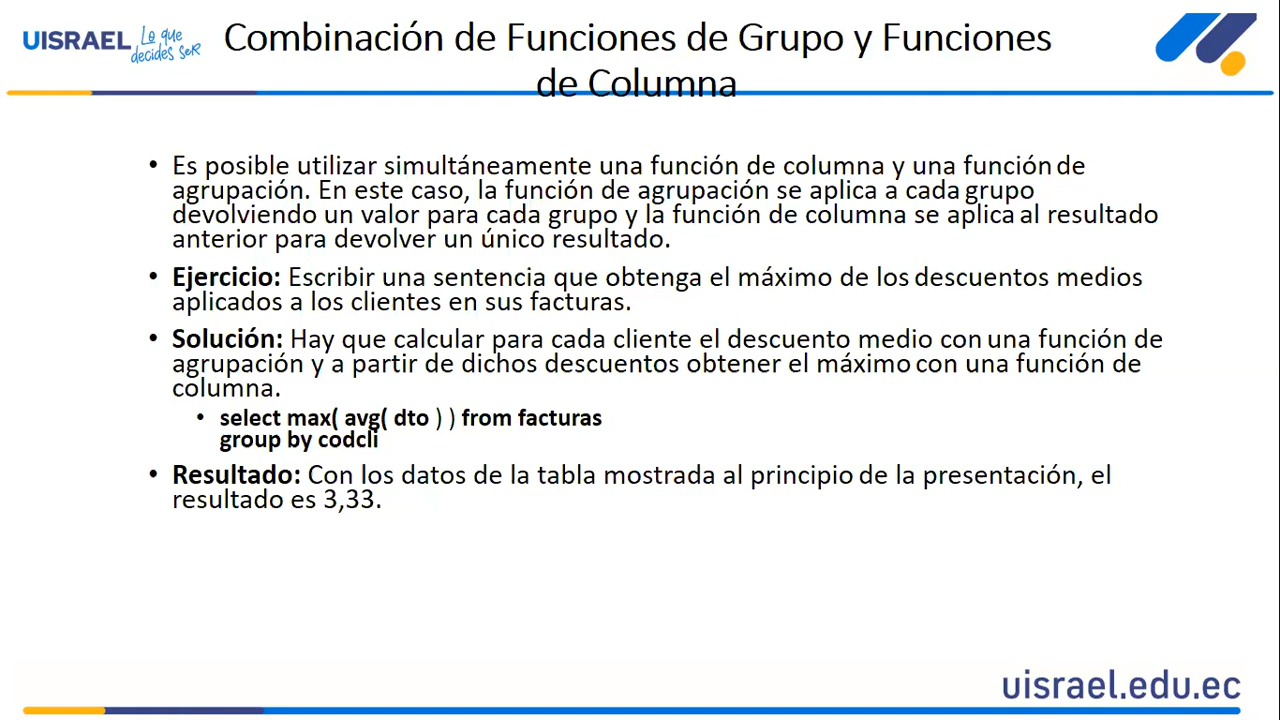 UISRAEL Lo que
decides seR
Combinación de Funciones de Grupo y Funciones
de Columna
• Es posible utilizar simultáneamente una función de columna y una función de
agrupación. En este caso, la función de agrupación se aplica a cada grupo
devolviendo un valor para cada grupo y la función de columna se aplica al resultado
anterior para devolver un único resultado.
• Ejercicio: Escribir una sentencia que obtenga el máximo de los descuentos medios
aplicados a los clientes en sus facturas.
• Solución: Hay que calcular para cada cliente el descuento medio con una función de
agrupación y a partir de dichos descuentos obtener el máximo con una función de
columna.
• select max( avg( dto ) ) from facturas
group by codcli
• Resultado: Con los datos de la tabla mostrada al principio de la presentación, el
resultado es 3,33.
uisrael.edu.ec